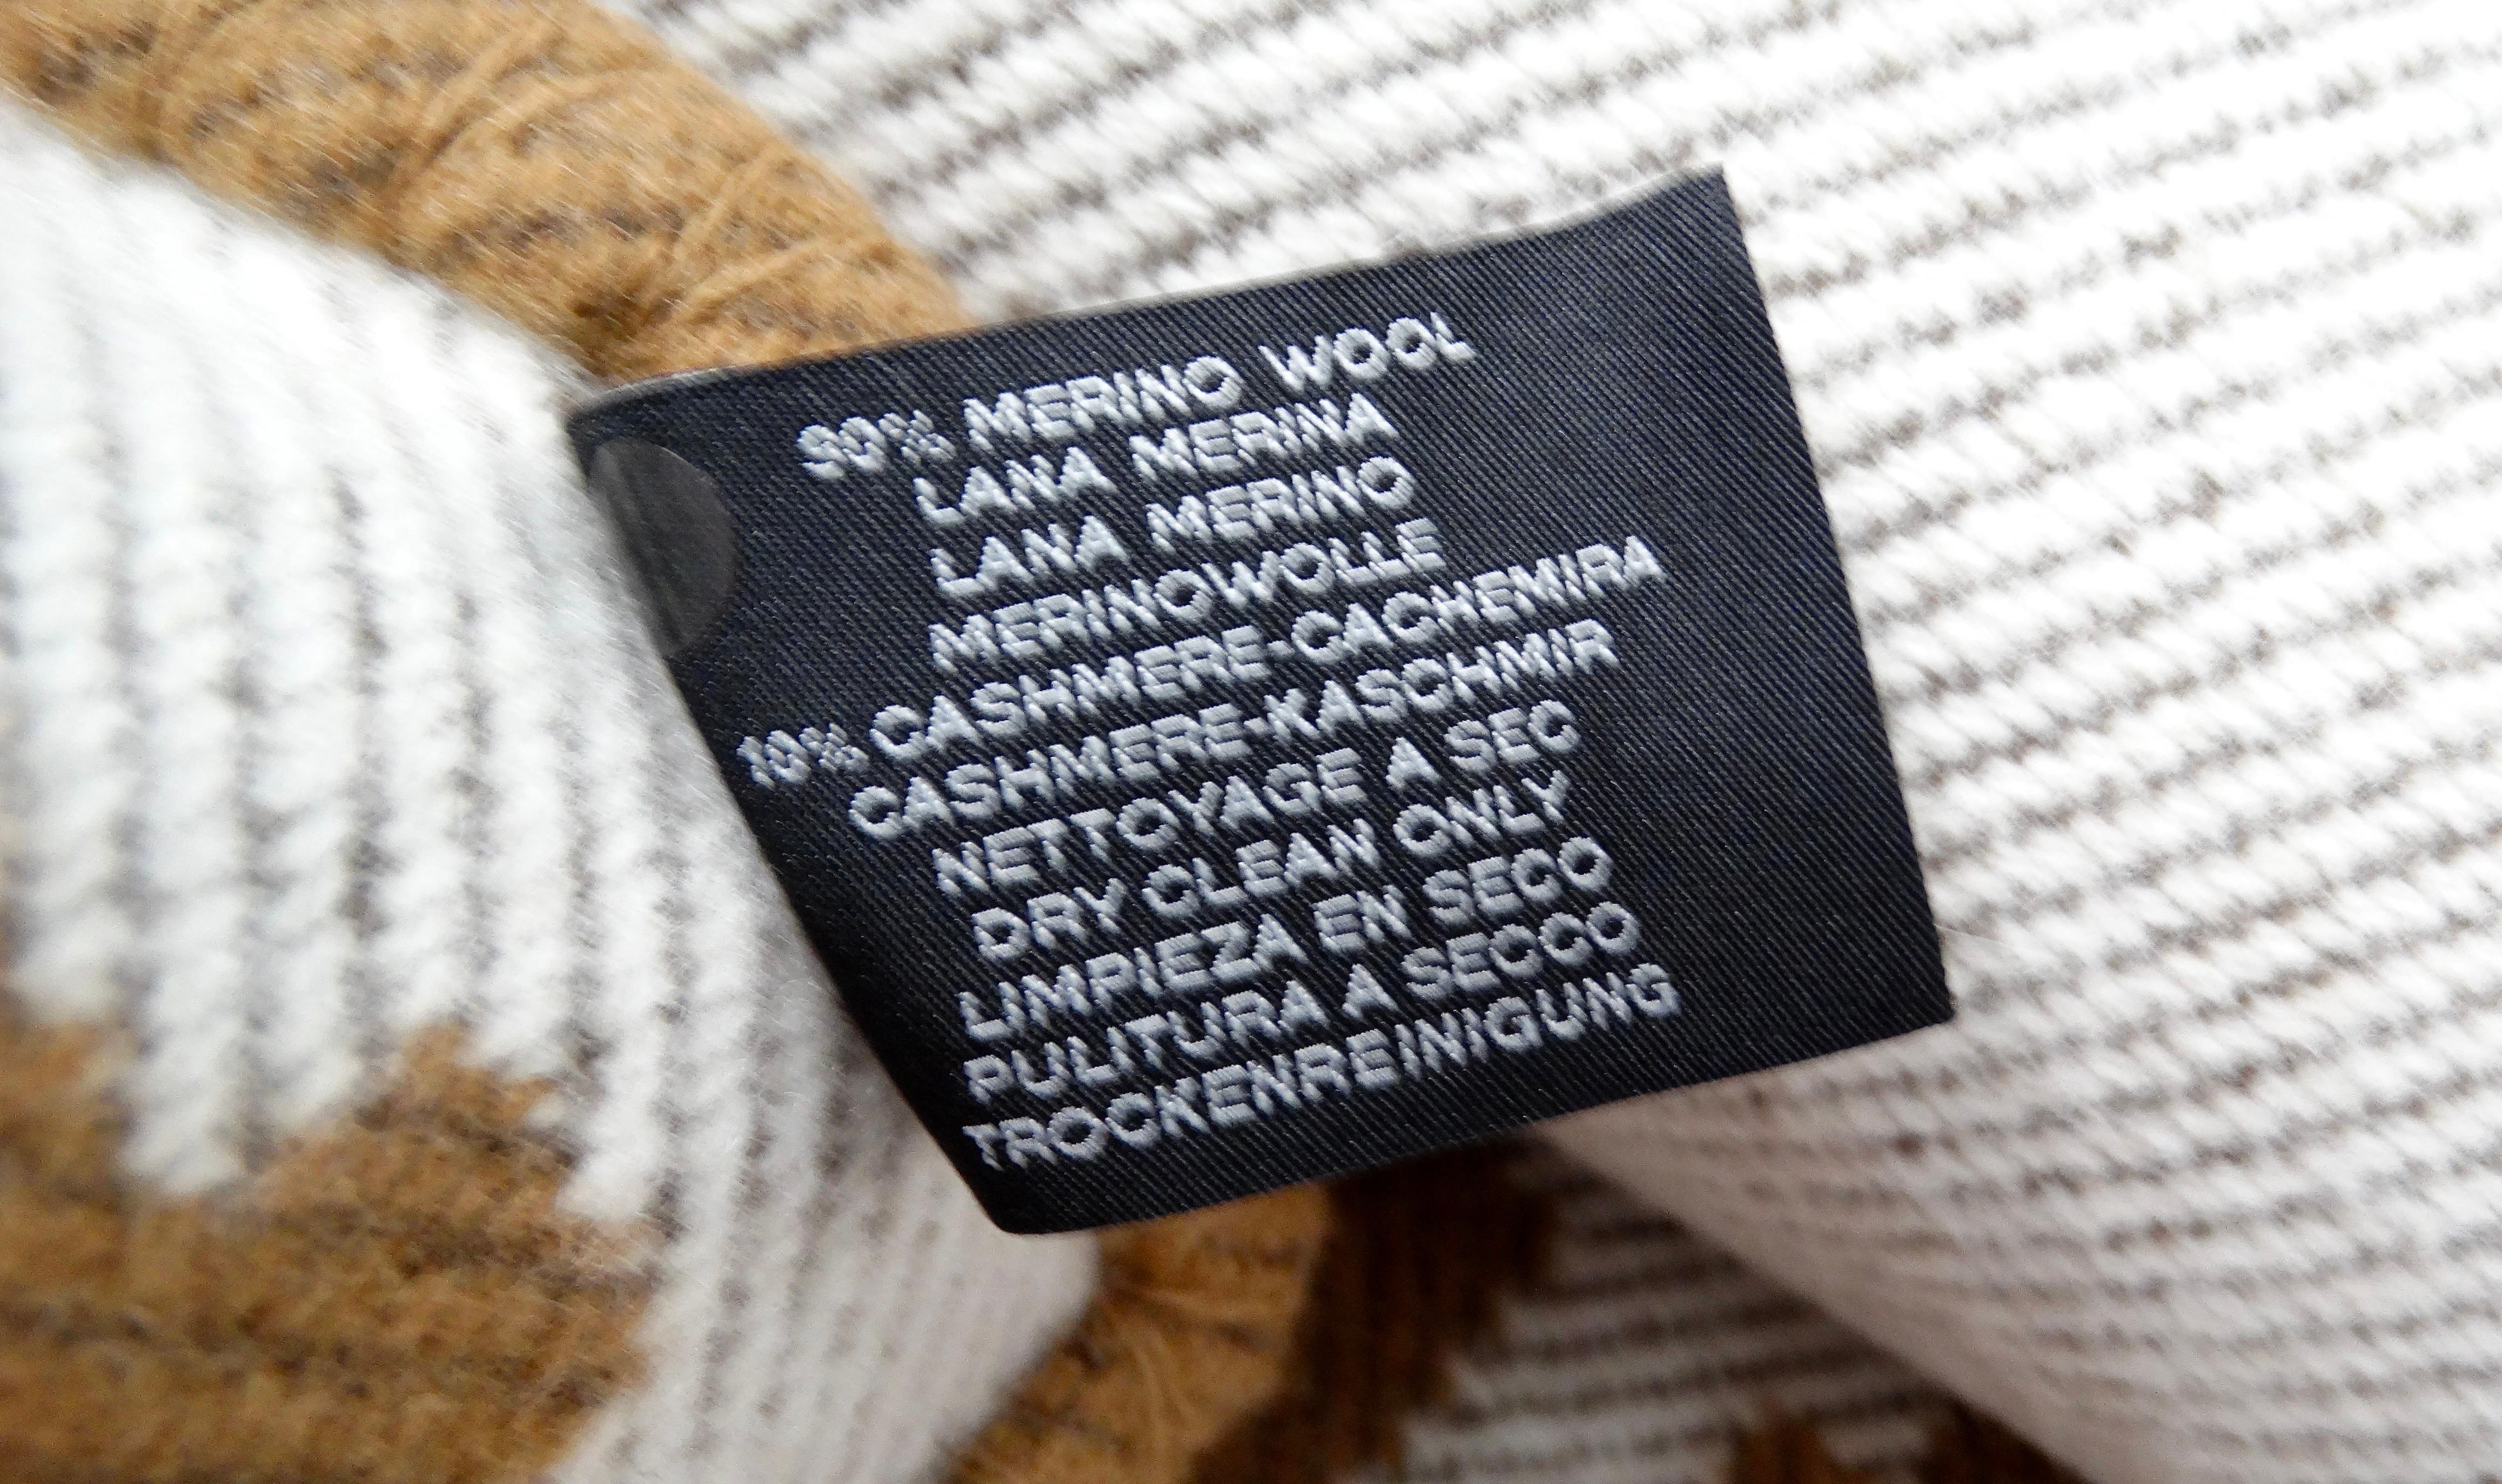 90% MERINO WOOL
LANA MERINA
LANA MERINO
MERINOWOLLE
10% CASHMERE-CACHEMIRA
CASHMERE-KASCHMIR
NETTOYAGE A SEC
DRY CLEAN ONLY
LIMPIEZA EN SECO
PULITURA A SECCO
TROCKENREINIGUNG